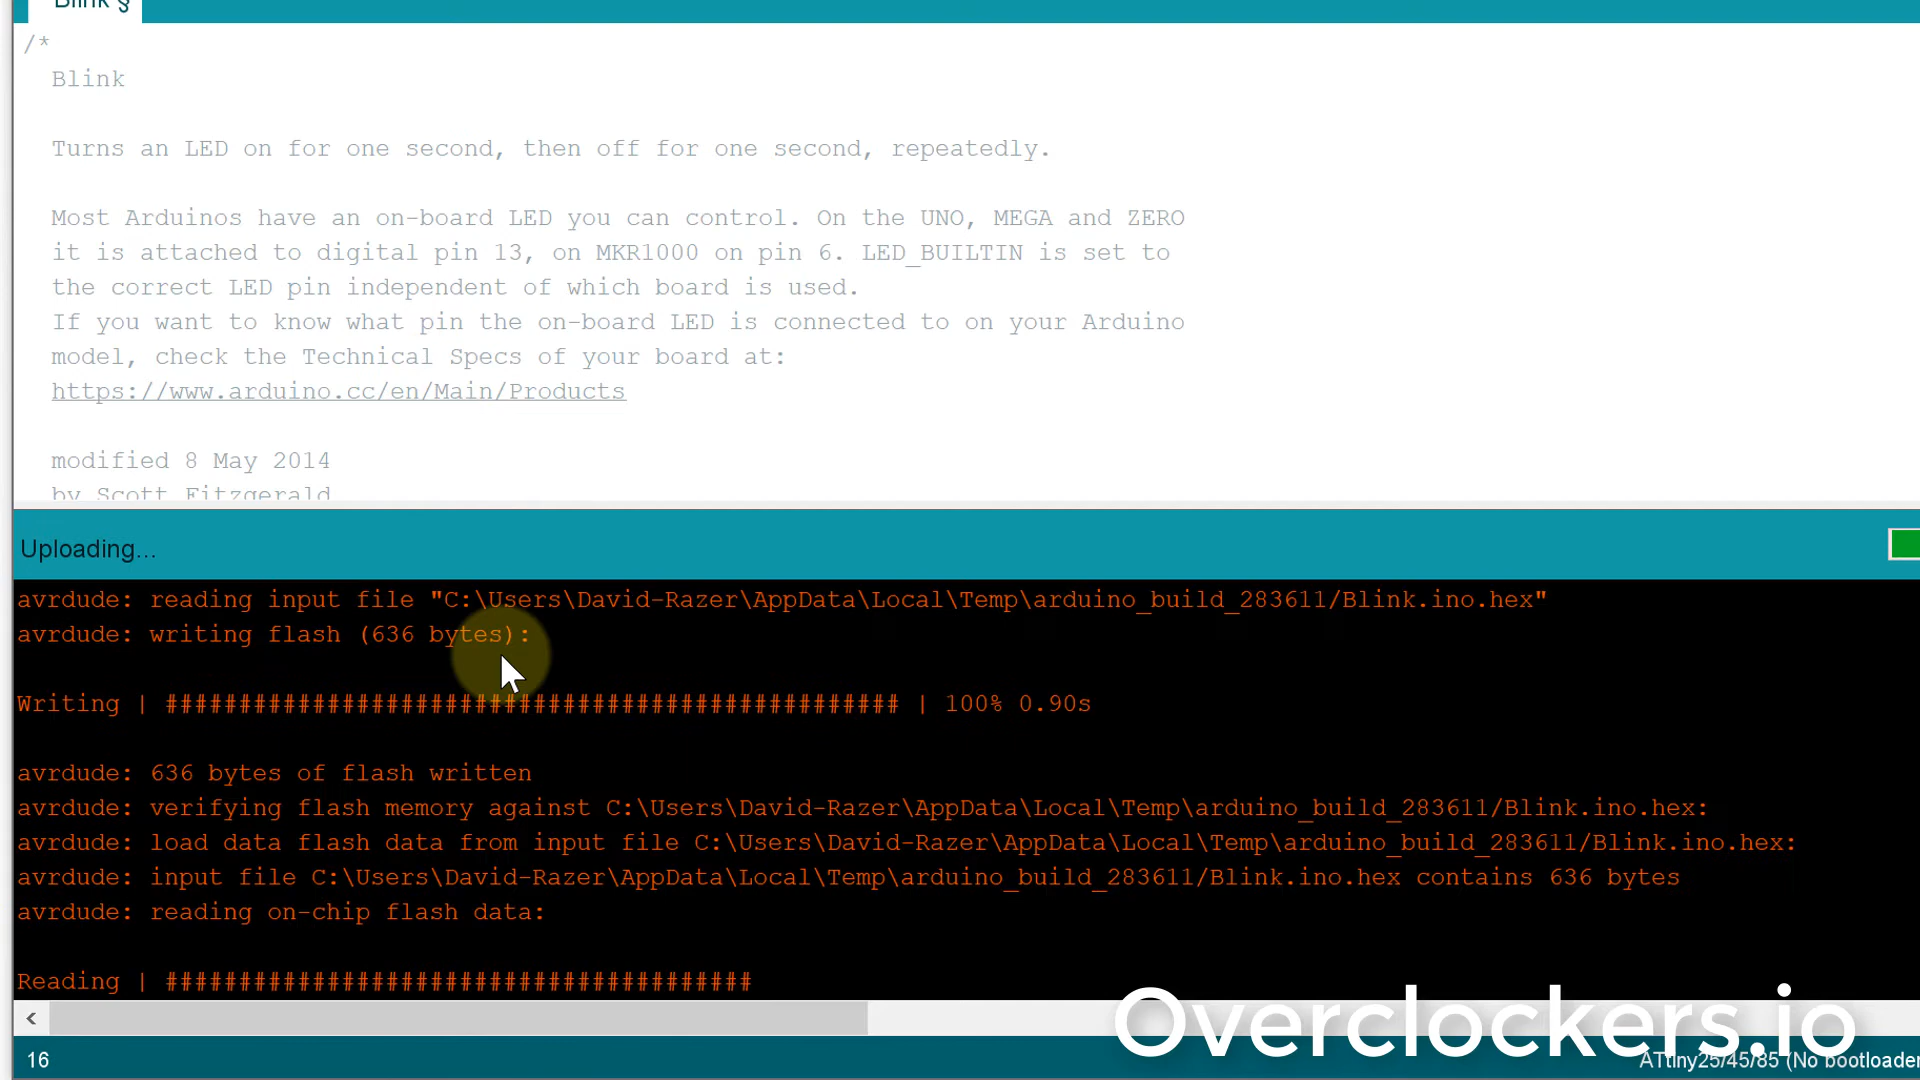 Blink §
/*
Blink
Turns an LED on for one second, then off for one second, repeatedly.
Most Arduinos have an on-board LED you can control. On the UNO, MEGA and ZERO
it is attached to digital pin 13, on MKR1000 on pin 6. LED_BUILTIN is set to
the correct LED pin independent of which board is used.
If you want to know what pin the on-board LED is connected to on your Arduino
model, check the Technical Specs of your board at:
https://www.arduino.cc/en/Main/Products
modified 8 May 2014
by Scott Fitzgerald
Uploading...
avrdude: reading input file "C:\Users\David-Razer\AppData\Local\Temp\arduino_build_283611/Blink.ino.hex"
avrdude: writing flash (636 bytes):
Writing | ################################################## | 100% 0.90s
avrdude: 636 bytes of flash written
avrdude: verifying flash memory against C:\Users\David-Razer\AppData\Local\Temp\arduino_build_283611/Blink.ino.hex:
avrdude: load data flash data from input file C:\Users\David-Razer\AppData\Local\Temp\arduino_build_283611/Blink.ino.hex:
avrdude: input file C:\Users\David-Razer\AppData\Local\Temp\arduino_build_283611/Blink.ino.hex contains 636 bytes
avrdude: reading on-chip flash data:
Reading | ########################################
Overclockers.io
16
ATtiny25/45/85 (No bootloader